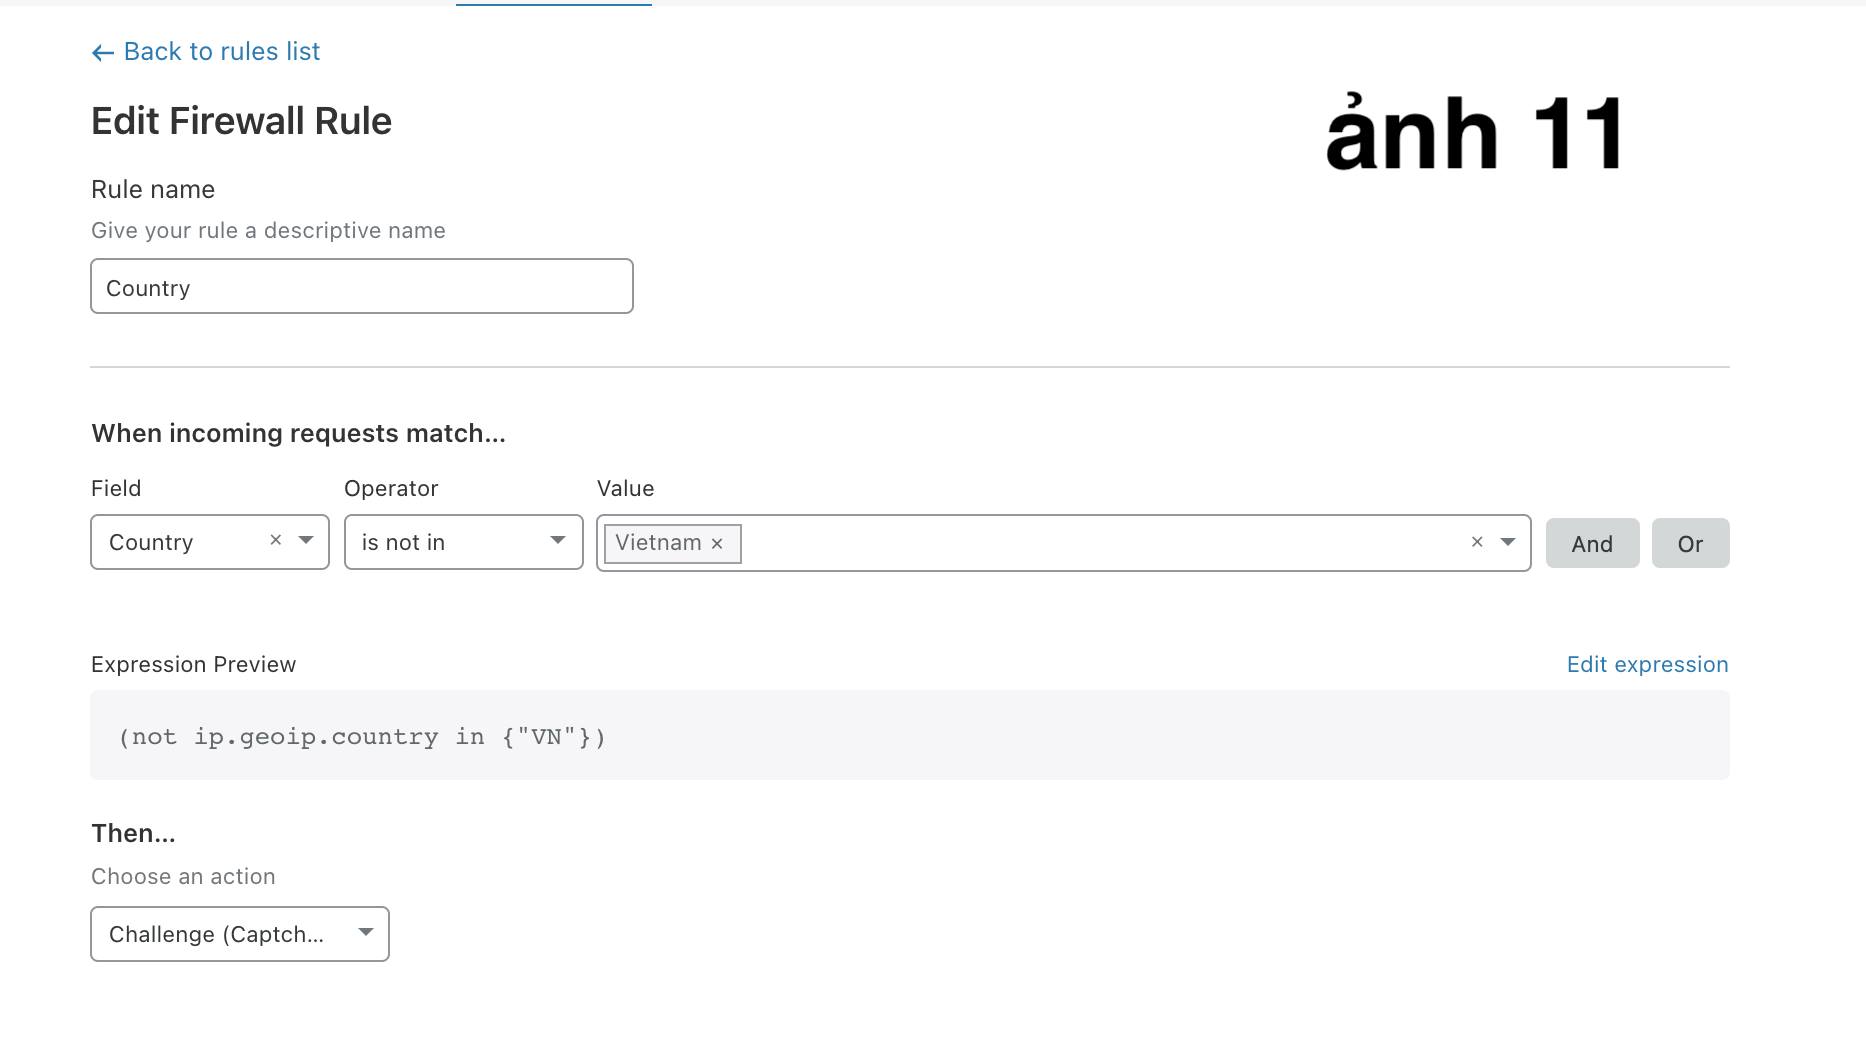 ← Back to rules list
Edit Firewall Rule
ảnh 11
Rule name
Give your rule a descriptive name
Country
When incoming requests match...
Field Operator Value
Country × is not in Vietnam × × And Or
Expression Preview Edit expression
(not ip.geoip.country in {"VN"})
Then...
Choose an action
Challenge (Captch...